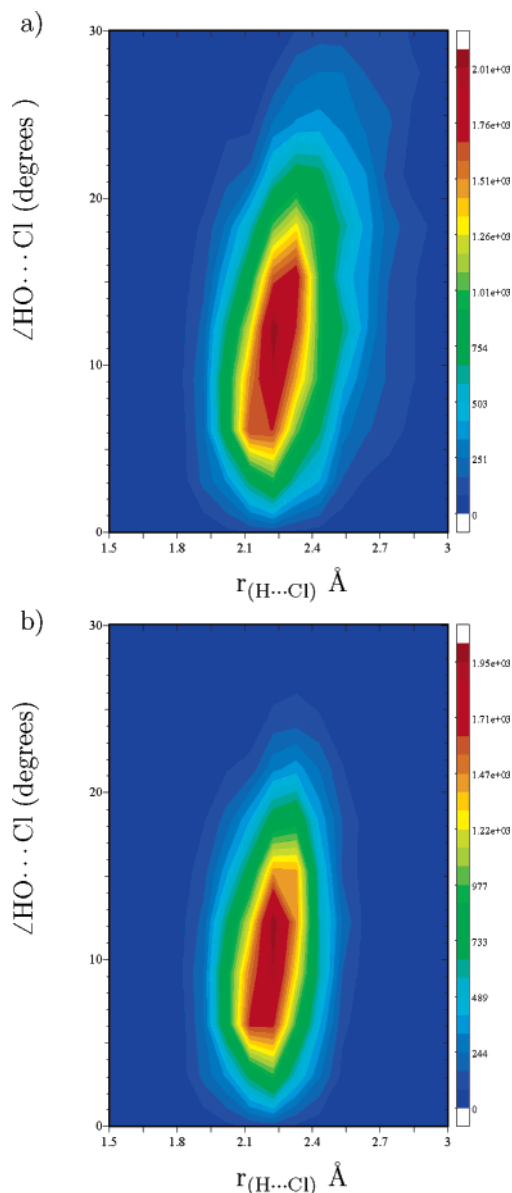 a)
∠HO···Cl (degrees )
30
20
10
0
1.5 1.8 2.1 2.4 2.7 3
r(H···Cl) Å
2.01e+03
1.76e+03
1.51e+03
1.26e+03
1.01e+03
754
503
251
0
b)
∠HO···Cl (degrees)
30
20
10
0
1.5 1.8 2.1 2.4 2.7 3
r(H···Cl) Å
1.95e+03
1.71e+03
1.47e+03
1.22e+03
977
733
489
244
0